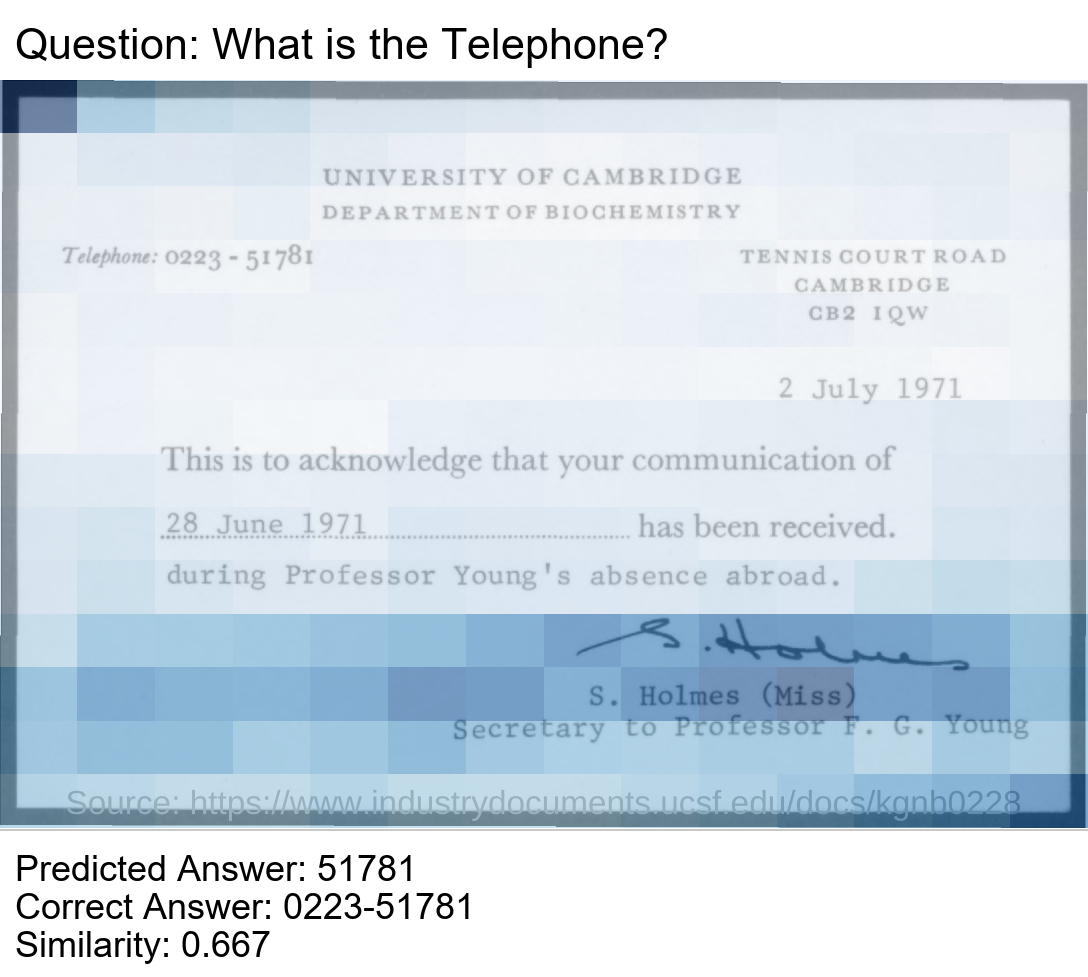 Question: What is the Telephone?
UNIVERSITY OF CAMBRIDGE
DEPARTMENT OF BIOCHEMISTRY
Telephone: 0223 - 51781
TENNIS COURT ROAD
CAMBRIDGE
CB2 1QW
2 July 1971
This is to acknowledge that your communication of
28 June 1971 has been received.
during Professor Young's absence abroad.
S. Holmes
S. Holmes (Miss)
Secretary to Professor F. G. Young
Source: https://www.industrydocuments.ucsf.edu/docs/kgnb0228
Predicted Answer: 51781
Correct Answer: 0223-51781
Similarity: 0.667